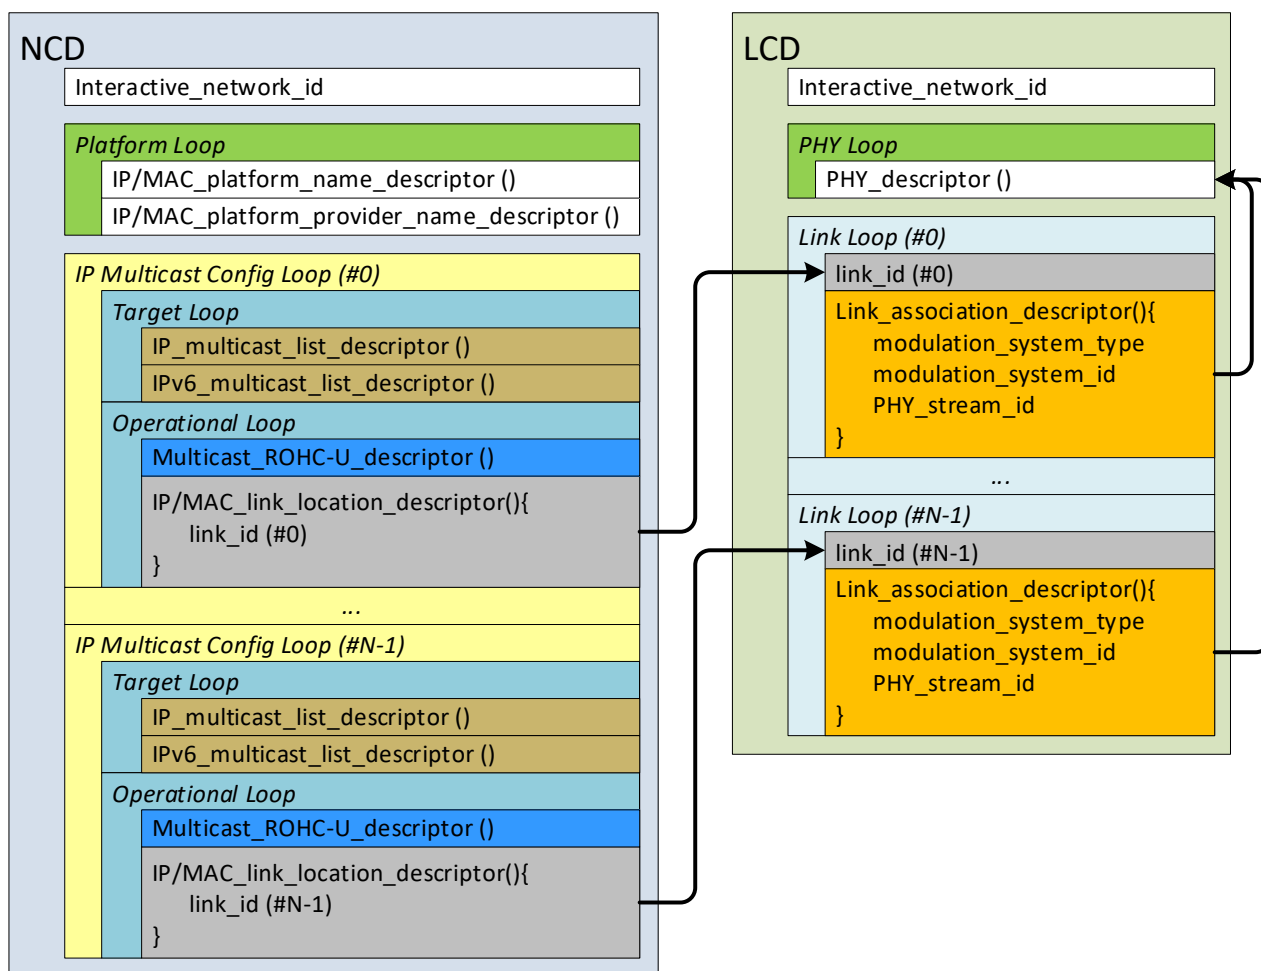 NCD
Interactive_network_id
Platform Loop
IP/MAC_platform_name_descriptor ()
IP/MAC_platform_provider_name_descriptor ()
IP Multicast Config Loop (#0)
Target Loop
IP_multicast_list_descriptor ()
IPv6_multicast_list_descriptor ()
Operational Loop
Multicast_ROHC-U_descriptor ()
IP/MAC_link_location_descriptor(){
link_id (#0)
}
...
IP Multicast Config Loop (#N-1)
Target Loop
IP_multicast_list_descriptor ()
IPv6_multicast_list_descriptor ()
Operational Loop
Multicast_ROHC-U_descriptor ()
IP/MAC_link_location_descriptor(){
link_id (#N-1)
}
LCD
Interactive_network_id
PHY Loop
PHY_descriptor ()
Link Loop (#0)
link_id (#0)
Link_association_descriptor(){
modulation_system_type
modulation_system_id
PHY_stream_id
}
...
Link Loop (#N-1)
link_id (#N-1)
Link_association_descriptor(){
modulation_system_type
modulation_system_id
PHY_stream_id
}